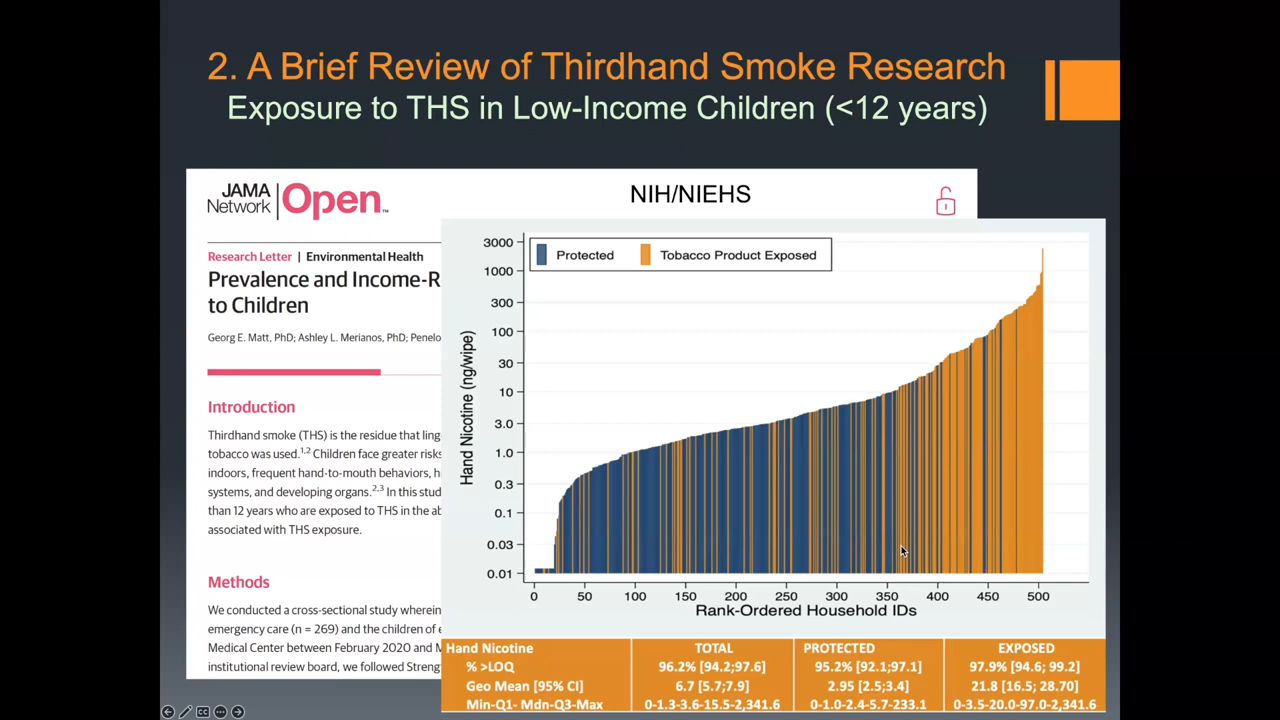 2. A Brief Review of Thirdhand Smoke Research
Exposure to THS in Low-Income Children (<12 years)
JAMA
Network
Open™
NIH/NIEHS
Research Letter | Environmental Health
Prevalence and Income-R
to Children
Georg E. Matt, PhD; Ashley L. Merianos, PhD; Penelo
Introduction
Thirdhand smoke (THS) is the residue that ling
tobacco was used.1,2 Children face greater risks
indoors, frequent hand-to-mouth behaviors, h
systems, and developing organs.2,3 In this stud
than 12 years who are exposed to THS in the ab
associated with THS exposure.
Methods
We conducted a cross-sectional study wherein
emergency care (n = 269) and the children of e
Medical Center between February 2020 and M
institutional review board, we followed Streng
Protected
Tobacco Product Exposed
Hand Nicotine (ng/wipe)
3000
1000
300
100
30
10
3.0
1.0
0.3
0.1
0.03
0.01
0 50 100 150 200 250 300 350 400 450 500
Rank-Ordered Household IDs
Hand Nicotine TOTAL PROTECTED EXPOSED
% >LOQ 96.2% [94.2;97.6] 95.2% [92.1;97.1] 97.9% [94.6; 99.2]
Geo Mean [95% CI] 6.7 [5.7;7.9] 2.95 [2.5;3.4] 21.8 [16.5; 28.70]
Min-Q1- Mdn-Q3-Max 0-1.3-3.6-15.5-2,341.6 0-1.0-2.4-5.7-233.1 0-3.5-20.0-97.0-2,341.6
CC